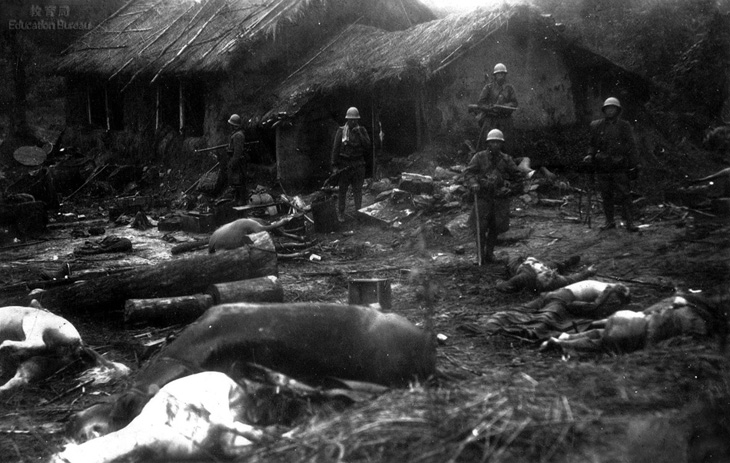 教育局
Education Bureau